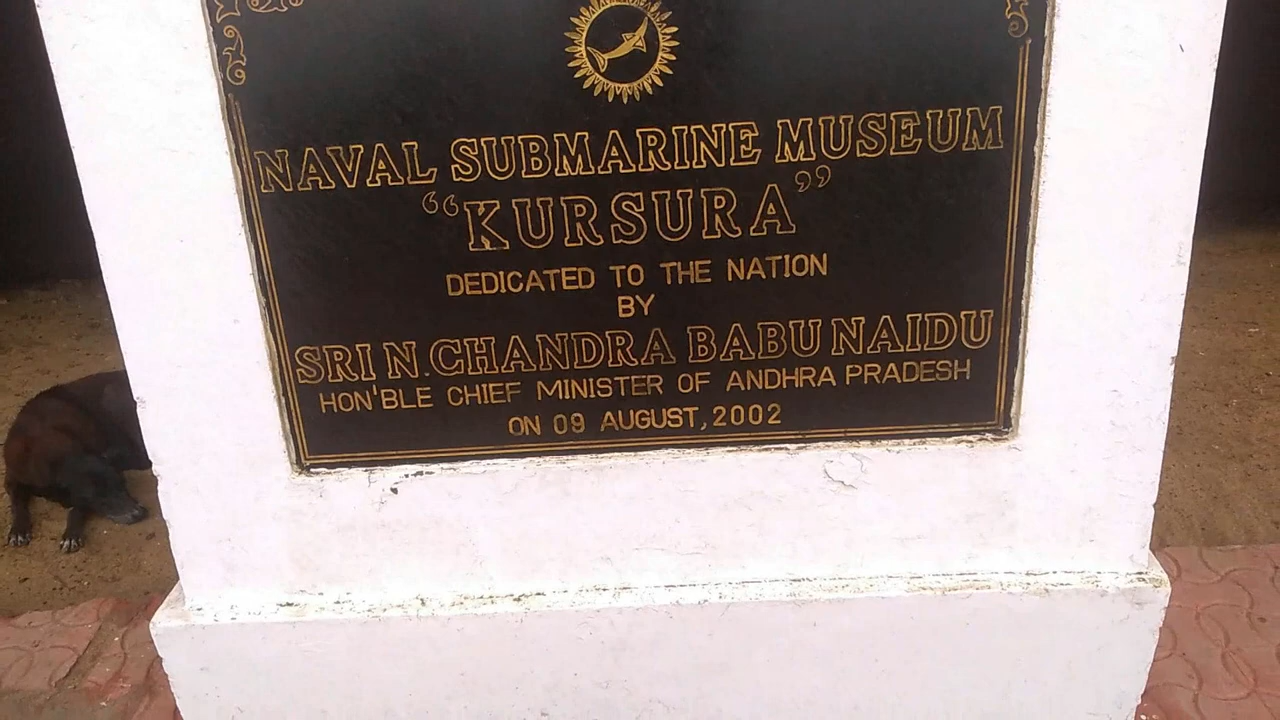 NAVAL SUBMARINE MUSEUM
“KURSURA”
DEDICATED TO THE NATION
BY
SRI N.CHANDRA BABU NAIDU
HON'BLE CHIEF MINISTER OF ANDHRA PRADESH
ON 09 AUGUST, 2002